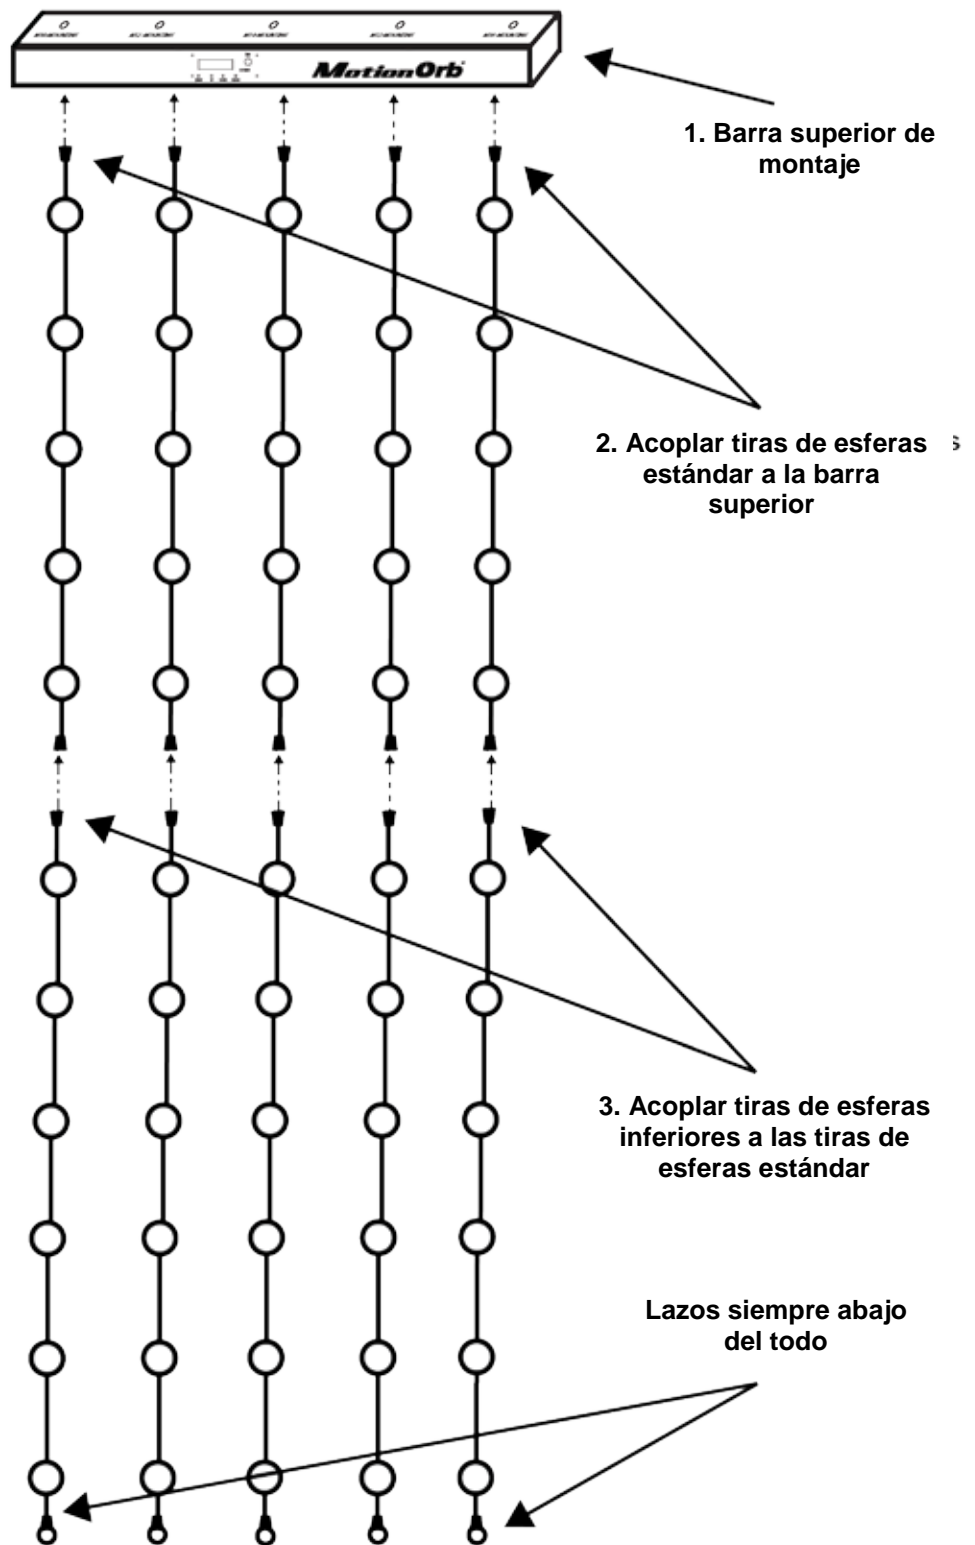 MotionOrb
1. Barra superior de
montaje
2. Acoplar tiras de esferas
estándar a la barra
superior
3. Acoplar tiras de esferas
inferiores a las tiras de
esferas estándar
Lazos siempre abajo
del todo